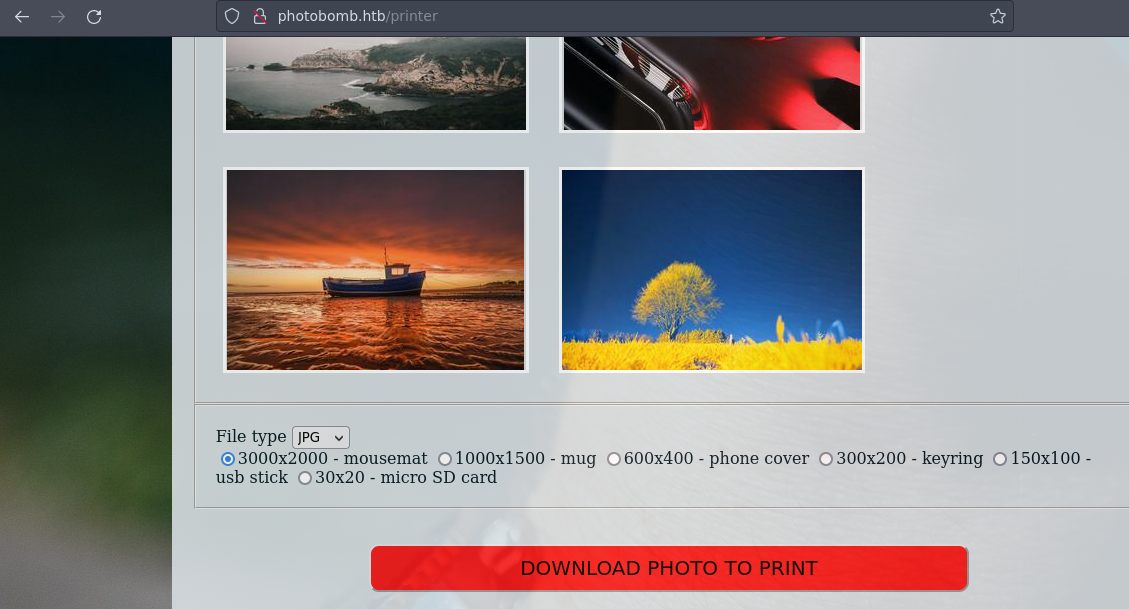 photobomb.htb/printer
File type JPG
3000x2000 - mousemat 1000x1500 - mug 600x400 - phone cover 300x200 - keyring 150x100 -
usb stick 30x20 - micro SD card
DOWNLOAD PHOTO TO PRINT